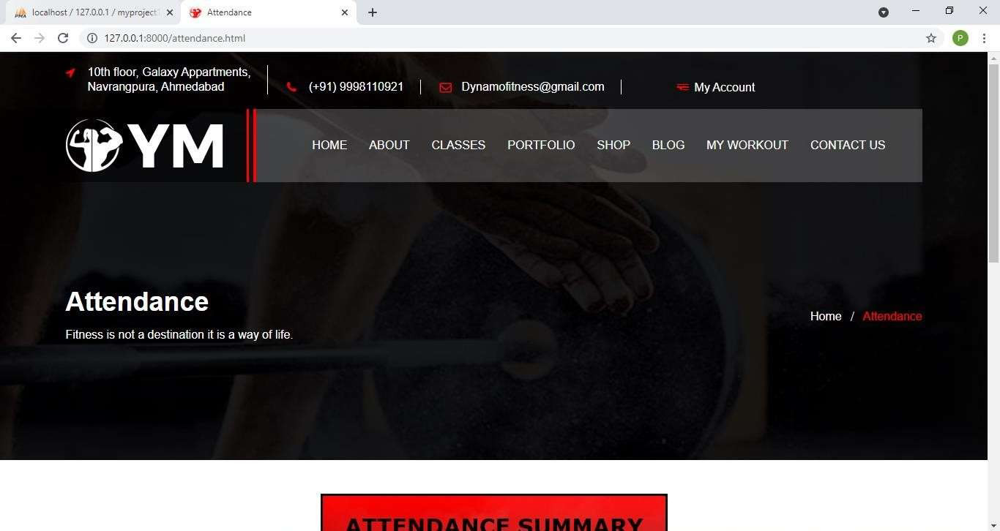 localhost / 127.0.0.1 / myproject
Attendance
127.0.0.1:8000/attendance.html
P
10th floor, Galaxy Appartments,
Navrangpura, Ahmedabad
(+91) 9998110921
Dynamofitness@gmail.com
My Account
YM
HOME ABOUT CLASSES PORTFOLIO SHOP BLOG MY WORKOUT CONTACT US
Attendance
Home / Attendance
Fitness is not a destination it is a way of life.
ATTENDANCE SUMMARY